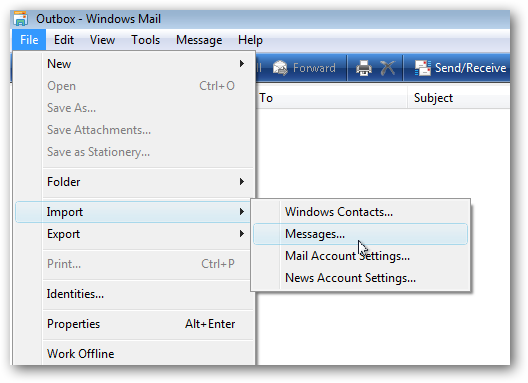 Outbox - Windows Mail
File Edit View Tools Message Help
Forward Send/Receive
To Subject
New
Open Ctrl+O
Save As...
Save Attachments...
Save as Stationery...
Folder
Import
Windows Contacts...
Export
Messages...
Mail Account Settings...
Print... Ctrl+P
News Account Settings...
Identities...
Properties Alt+Enter
Work Offline